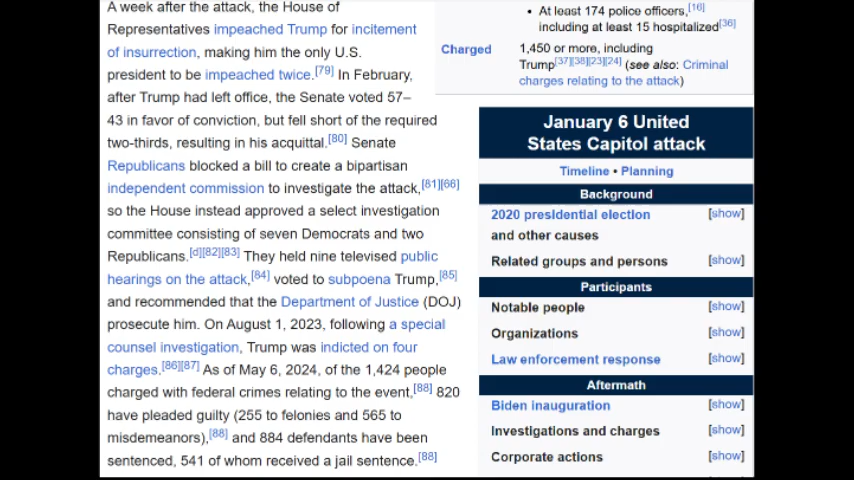 A week after the attack, the House of
Representatives impeached Trump for incitement
of insurrection, making him the only U.S.
president to be impeached twice.[79] In February,
after Trump had left office, the Senate voted 57–
43 in favor of conviction, but fell short of the required
two-thirds, resulting in his acquittal.[80] Senate
Republicans blocked a bill to create a bipartisan
independent commission to investigate the attack,[81][66]
so the House instead approved a select investigation
committee consisting of seven Democrats and two
Republicans.[d][82][83] They held nine televised public
hearings on the attack,[84] voted to subpoena Trump,[85]
and recommended that the Department of Justice (DOJ)
prosecute him. On August 1, 2023, following a special
counsel investigation, Trump was indicted on four
charges.[86][87] As of May 6, 2024, of the 1,424 people
charged with federal crimes relating to the event,[88] 820
have pleaded guilty (255 to felonies and 565 to
misdemeanors),[88] and 884 defendants have been
sentenced, 541 of whom received a jail sentence.[88]
• At least 174 police officers,[16]
including at least 15 hospitalized[36]
Charged 1,450 or more, including
Trump[37][38][23][24] (see also: Criminal
charges relating to the attack)
January 6 United
States Capitol attack
Timeline • Planning
Background
2020 presidential election [show]
and other causes
Related groups and persons [show]
Participants
Notable people [show]
Organizations [show]
Law enforcement response [show]
Aftermath
Biden inauguration [show]
Investigations and charges [show]
Corporate actions [show]